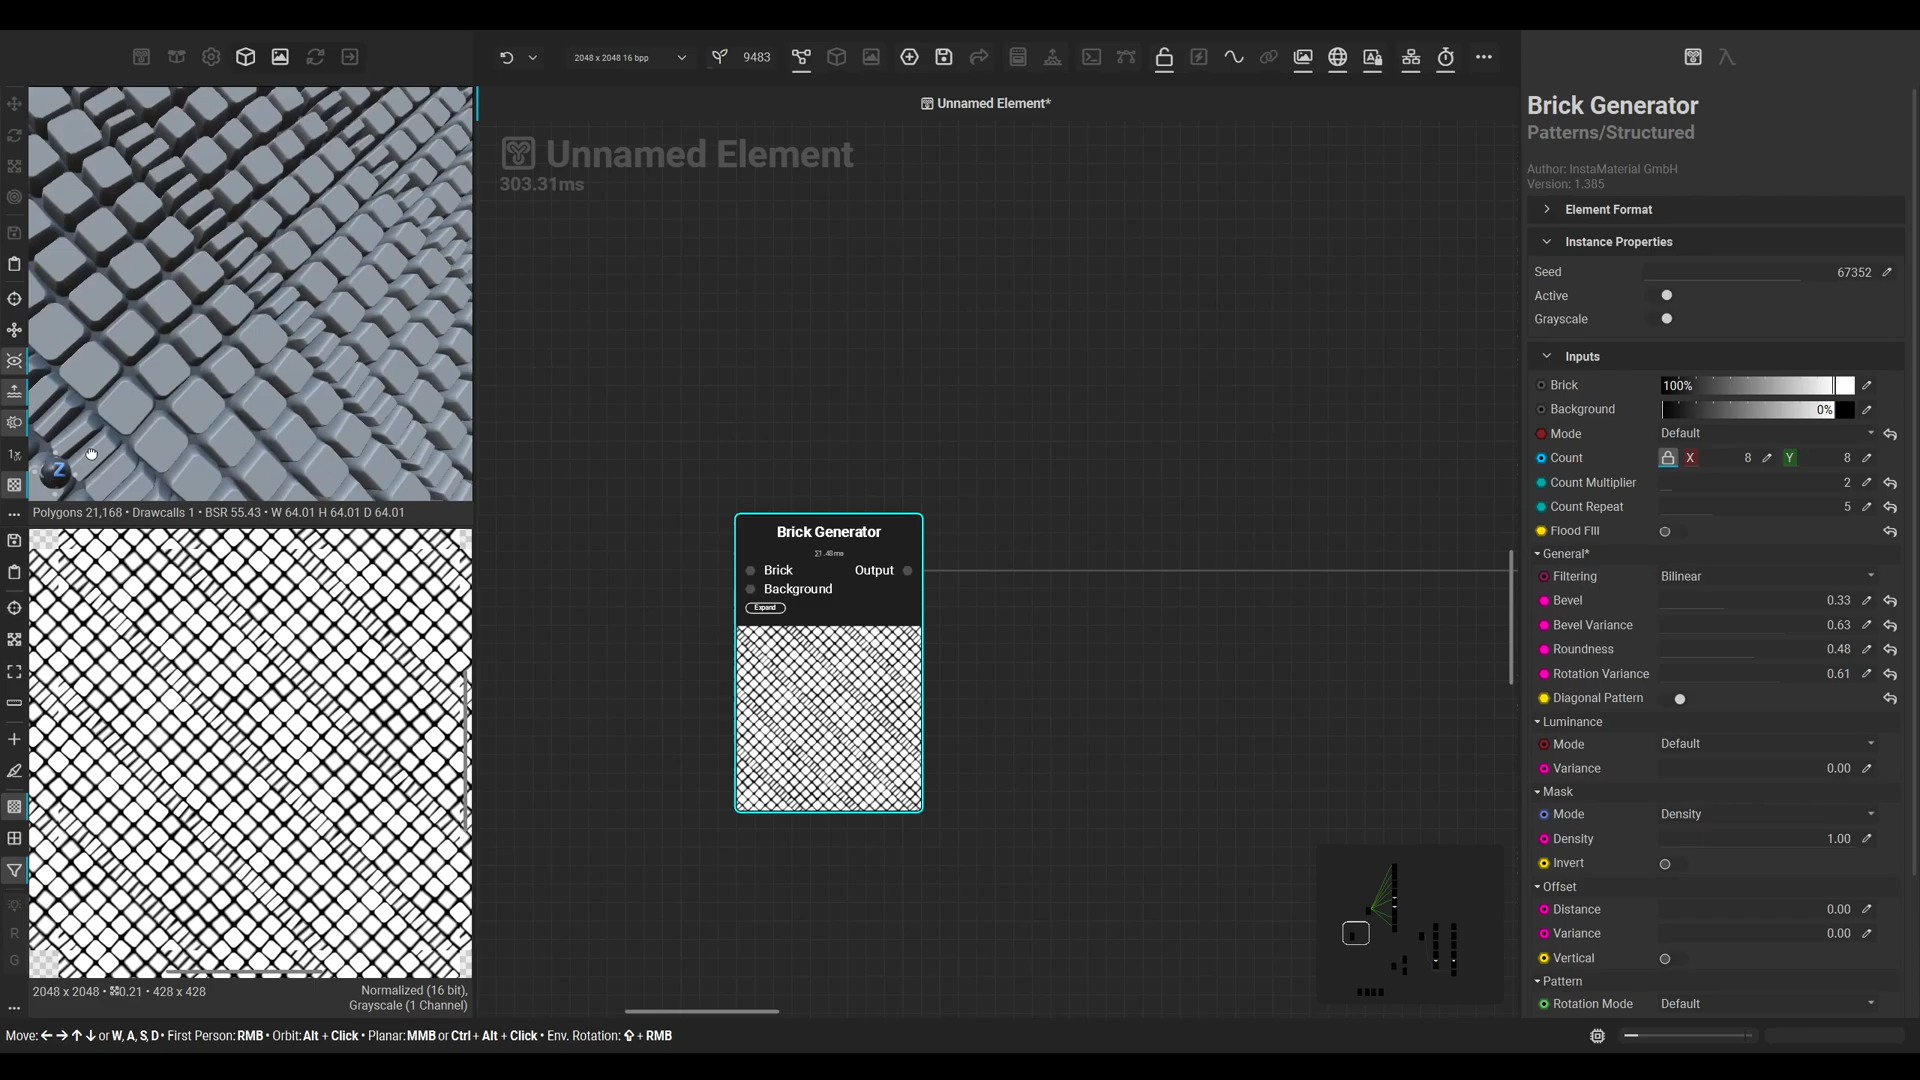 2048 x 2048 16 bpp
9483
Unnamed Element*
Unnamed Element
303.31ms
Z
Polygons 21,168 • Drawcalls 1 • BSR 55.43 • W 64.01 H 64.01 D 64.01
R
G
2048 x 2048 • 0.21 • 428 x 428
Normalized (16 bit),
Grayscale (1 Channel)
Brick Generator
Brick
Output
Background
Expand
Brick Generator
Patterns/Structured
Author: InstaMaterial GmbH
Version: 1.385
Element Format
Instance Properties
Seed 67352
Active
Grayscale
Inputs
Brick 100%
Background 0%
Mode Default
Count X 8 Y 8
Count Multiplier 2
Count Repeat 5
Flood Fill
General*
Filtering Bilinear
Bevel 0.33
Bevel Variance 0.63
Roundness 0.48
Rotation Variance 0.61
Diagonal Pattern
Luminance
Mode Default
Variance 0.00
Mask
Mode Density
Density 1.00
Invert
Offset
Distance 0.00
Variance 0.00
Vertical
Pattern
Rotation Mode Default
Move: ← → ↑ ↓ or W, A, S, D • First Person: RMB • Orbit: Alt + Click • Planar: MMB or Ctrl + Alt + Click • Env. Rotation: ⇧ + RMB